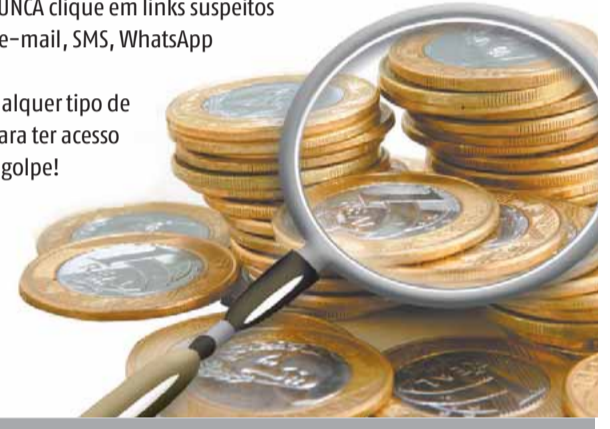 UNCA clique em links suspeitos
e-mail, SMS, WhatsApp
alquer tipo de
ara ter acesso
golpe!